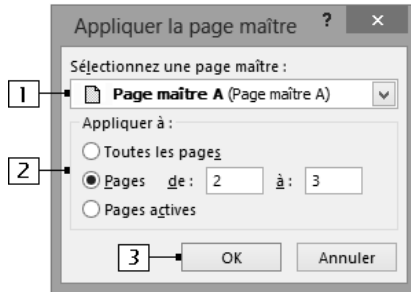 Appliquer la page maître ? ×
Sélectionnez une page maître :
1 Page maître A (Page maître A)
Appliquer à :
Toutes les pages
2 Pages de : 2 à : 3
Pages actives
3 OK Annuler